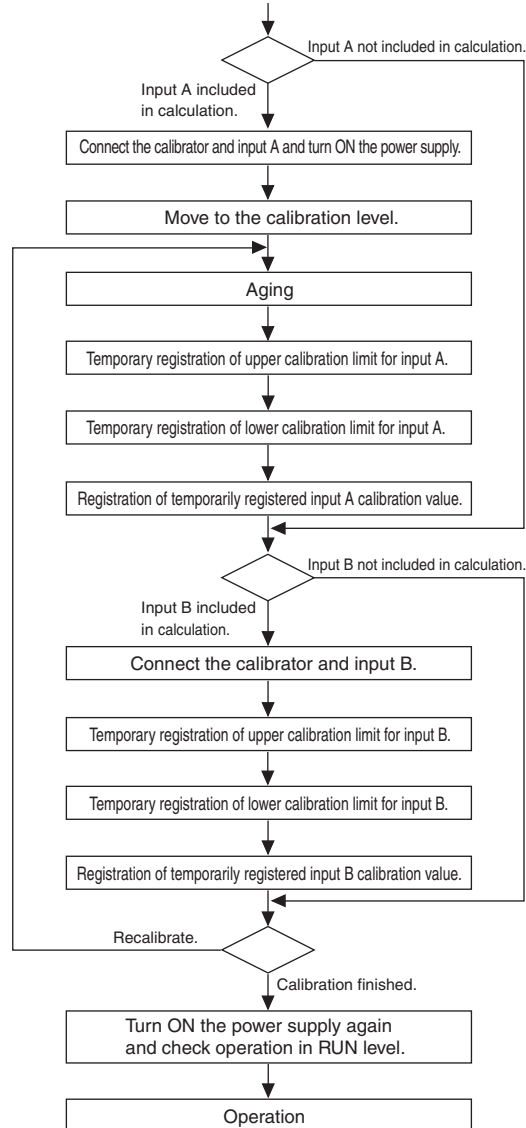 Input A not included in calculation.
Input A included
in calculation.
Connect the calibrator and input A and turn ON the power supply.
Move to the calibration level.
Aging
Temporary registration of upper calibration limit for input A.
Temporary registration of lower calibration limit for input A.
Registration of temporarily registered input A calibration value.
Input B not included in calculation.
Input B included
in calculation.
Connect the calibrator and input B.
Temporary registration of upper calibration limit for input B.
Temporary registration of lower calibration limit for input B.
Registration of temporarily registered input B calibration value.
Recalibrate.
Calibration finished.
Turn ON the power supply again
and check operation in RUN level.
Operation